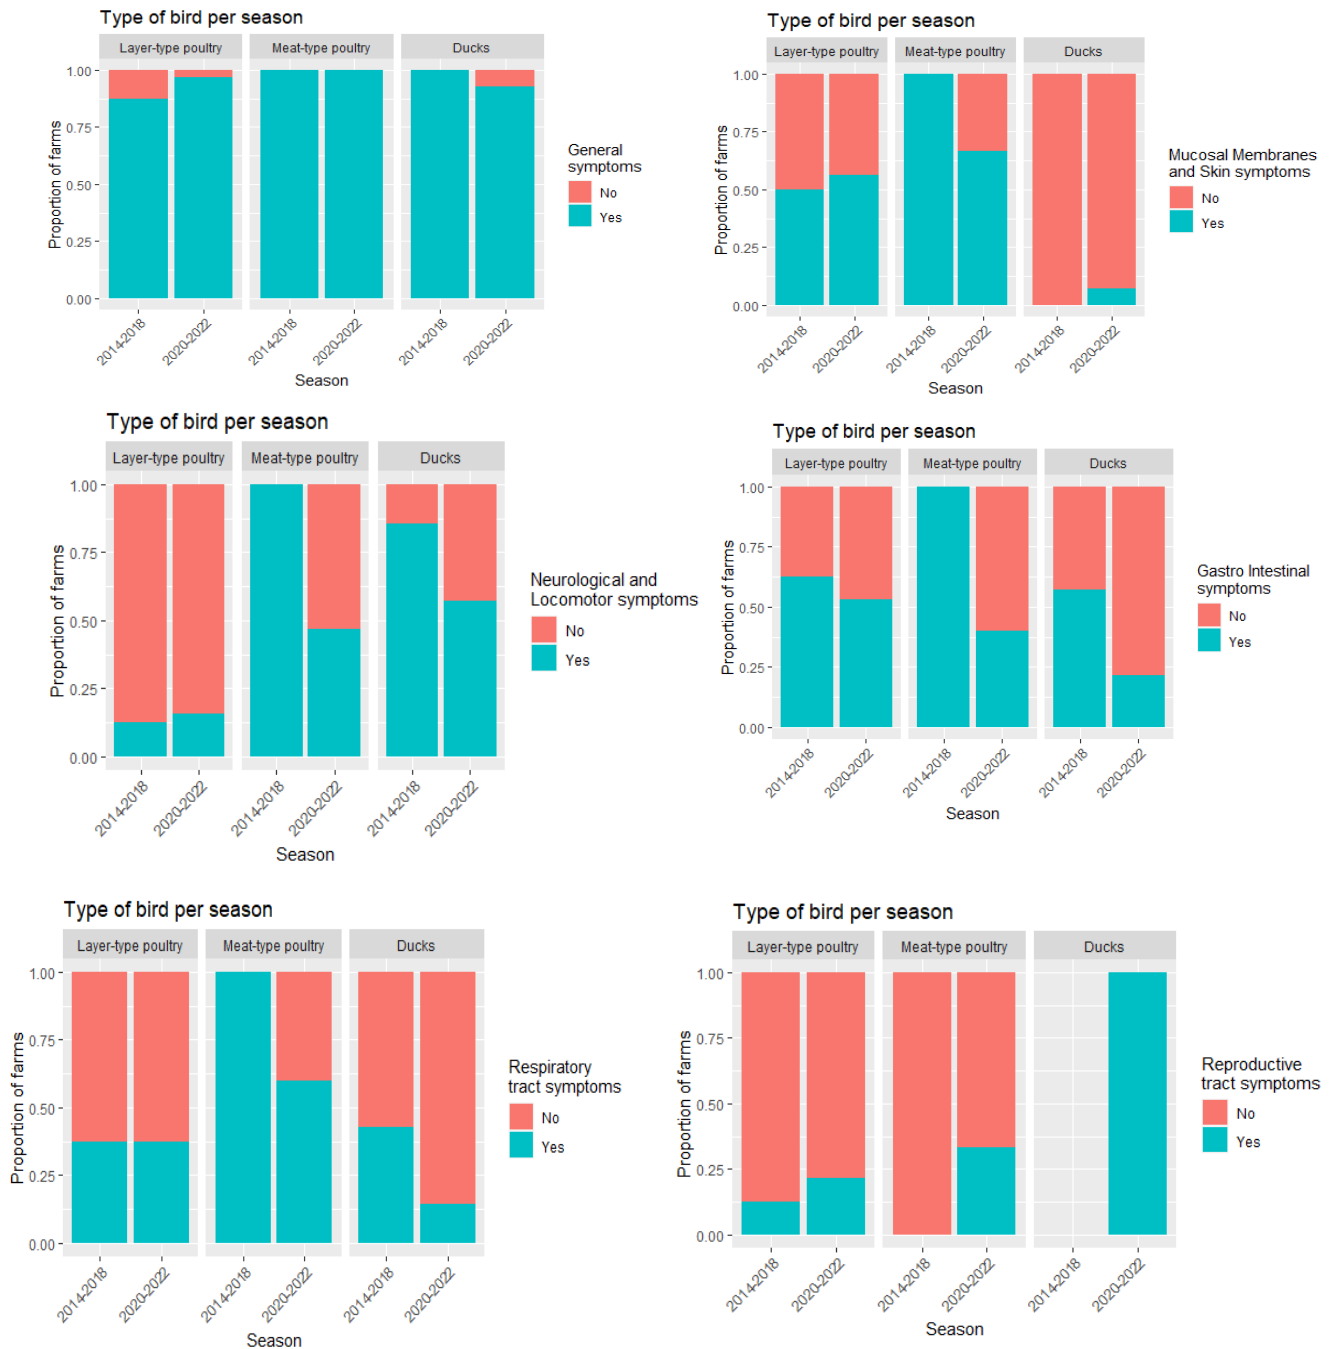 Type of bird per season
Layer-type poultry Meat-type poultry Ducks
1.00
0.75
0.50
0.25
0.00
Proportion of farms
2014-2018 2020-2022 2014-2018 2020-2022 2014-2018 2020-2022
Season
General
symptoms
No
Yes
Type of bird per season
Layer-type poultry Meat-type poultry Ducks
1.00
0.75
0.50
0.25
0.00
Proportion of farms
2014-2018 2020-2022 2014-2018 2020-2022 2014-2018 2020-2022
Season
Mucosal Membranes
and Skin symptoms
No
Yes
Type of bird per season
Layer-type poultry Meat-type poultry Ducks
1.00
0.75
0.50
0.25
0.00
Proportion of farms
2014-2018 2020-2022 2014-2018 2020-2022 2014-2018 2020-2022
Season
Neurological and
Locomotor symptoms
No
Yes
Type of bird per season
Layer-type poultry Meat-type poultry Ducks
1.00
0.75
0.50
0.25
0.00
Proportion of farms
2014-2018 2020-2022 2014-2018 2020-2022 2014-2018 2020-2022
Season
Gastro Intestinal
symptoms
No
Yes
Type of bird per season
Layer-type poultry Meat-type poultry Ducks
1.00
0.75
0.50
0.25
0.00
Proportion of farms
2014-2018 2020-2022 2014-2018 2020-2022 2014-2018 2020-2022
Season
Respiratory
tract symptoms
No
Yes
Type of bird per season
Layer-type poultry Meat-type poultry Ducks
1.00
0.75
0.50
0.25
0.00
Proportion of farms
2014-2018 2020-2022 2014-2018 2020-2022 2014-2018 2020-2022
Season
Reproductive
tract symptoms
No
Yes